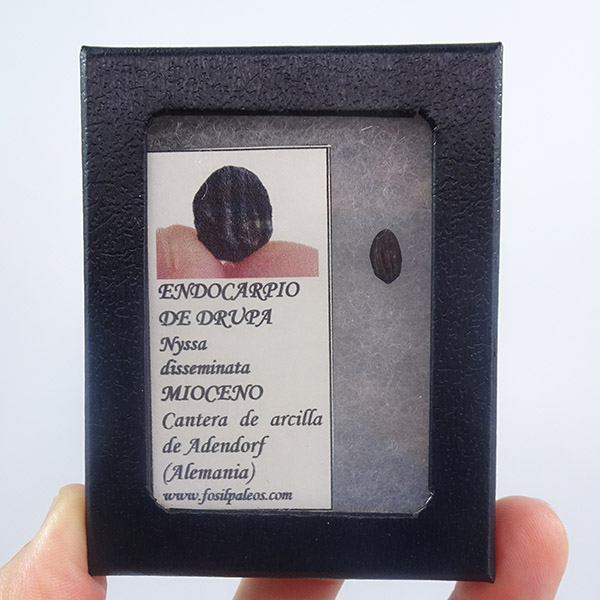 ENDOCARPIO
DE DRUPA
Nyssa
disseminata
MIOCENO
Cantera de arcilla
de Adendorf
(Alemania)
www.fosilpaleos.com